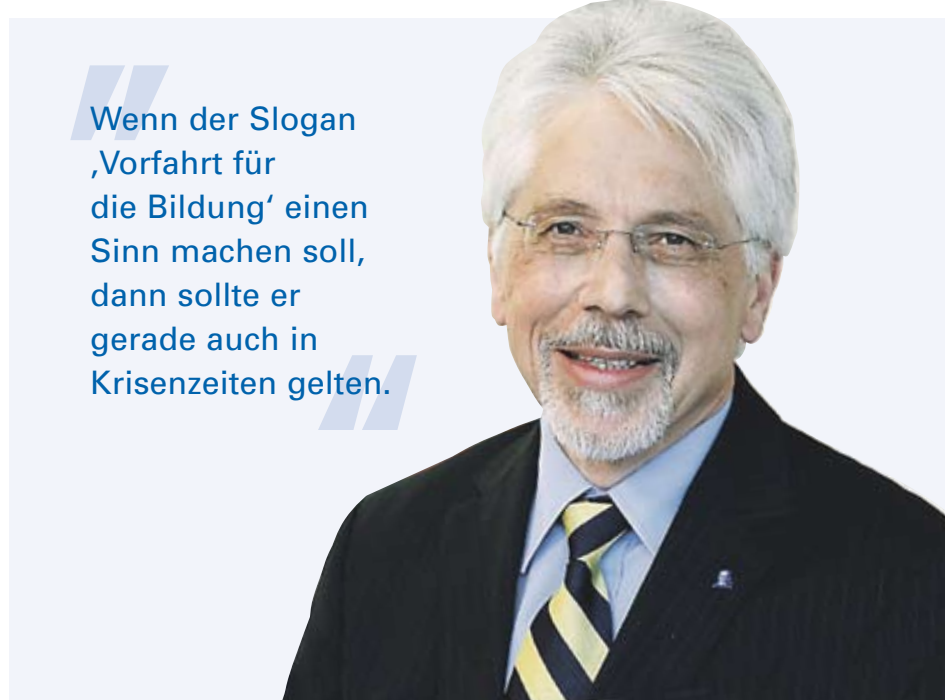 Wenn der Slogan
‚Vorfahrt für
die Bildung‘ einen
Sinn machen soll,
dann sollte er
gerade auch in
Krisenzeiten gelten.